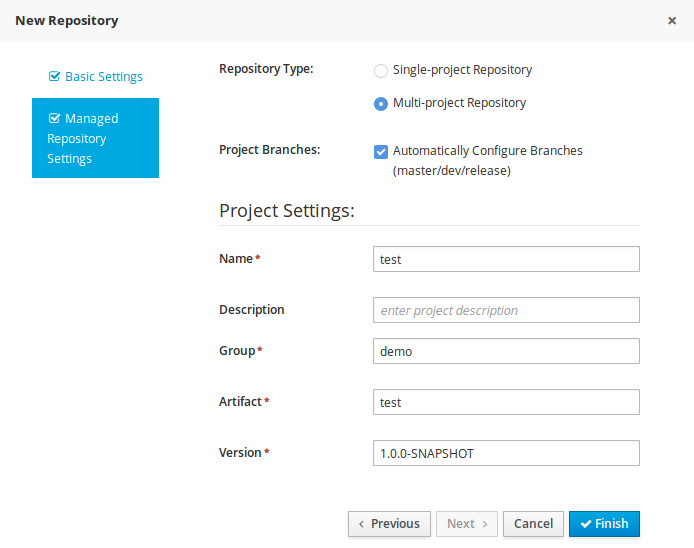 New Repository ×
Basic Settings
Managed
Repository
Settings
Repository Type:
Single-project Repository
Multi-project Repository
Project Branches:
Automatically Configure Branches
(master/dev/release)
Project Settings:
Name*
test
Description
enter project description
Group*
demo
Artifact*
test
Version*
1.0.0-SNAPSHOT
‹ Previous Next › Cancel Finish